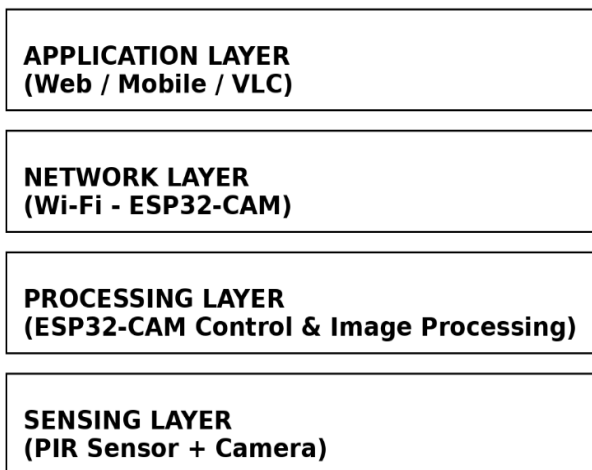 APPLICATION LAYER
(Web / Mobile / VLC)
NETWORK LAYER
(Wi-Fi - ESP32-CAM)
PROCESSING LAYER
(ESP32-CAM Control & Image Processing)
SENSING LAYER
(PIR Sensor + Camera)